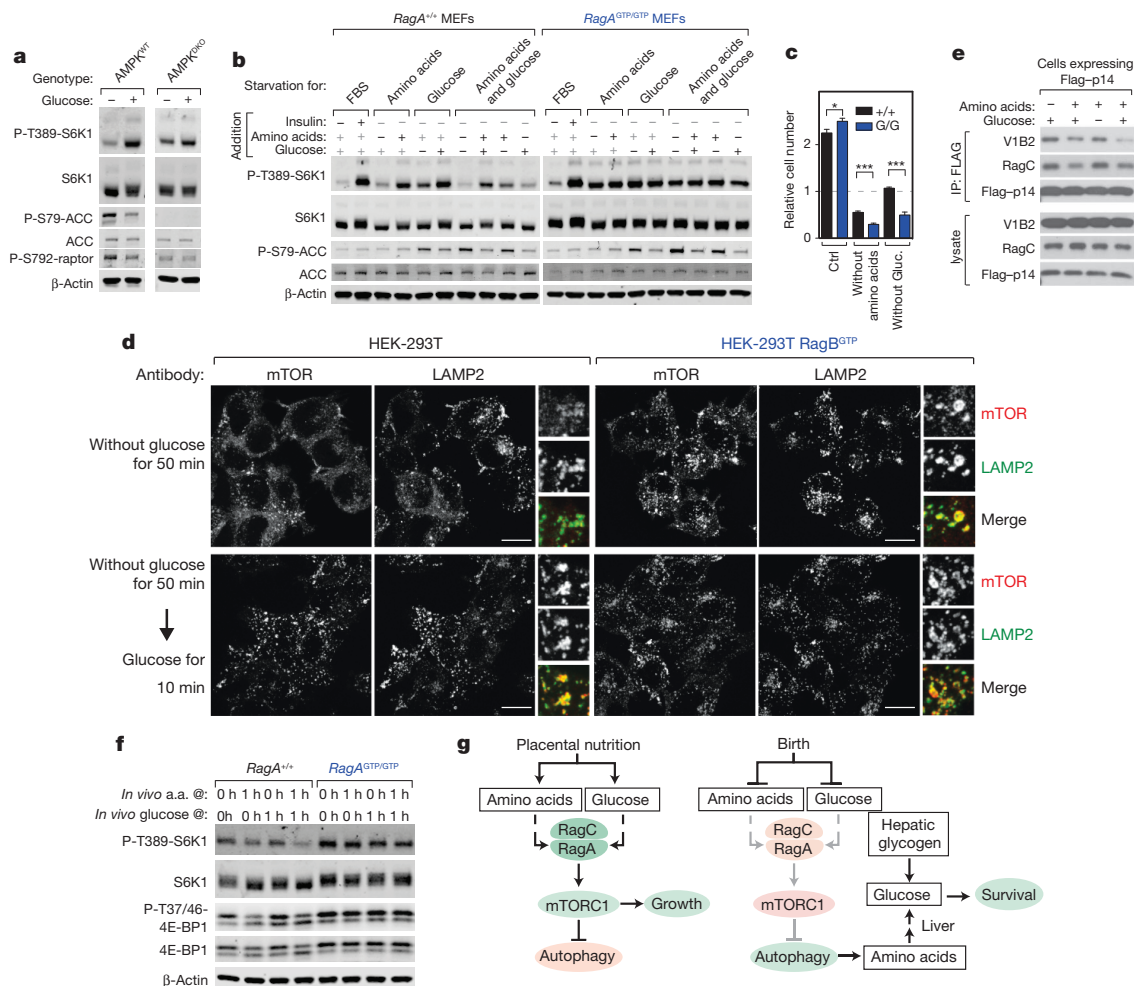 a
AMPK^WT
AMPK^DKO
Genotype:
Glucose: – + – +
P-T389-S6K1
S6K1
P-S79-ACC
ACC
P-S792-raptor
β-Actin
b
RagA^+/+ MEFs
RagA^GTP/GTP MEFs
Starvation for:
FBS
Amino acids
Glucose
Amino acids
and glucose
FBS
Amino acids
Glucose
Amino acids
and glucose
Addition
Insulin: – + – +
Amino acids: + + – + + + – + + – + + – + + + – + + –
Glucose: + + + + – + – + – + + + + + – + – + – +
P-T389-S6K1
S6K1
P-S79-ACC
ACC
β-Actin
c
Relative cell number
2
1
0
+/+
G/G
*
***
***
Ctrl
Without
amino acids
Without Gluc.
e
Cells expressing
Flag–p14
Amino acids: – + + – +
Glucose: + + + + –
IP: FLAG
V1B2
RagC
Flag–p14
lysate
V1B2
RagC
Flag–p14
d
HEK-293T
HEK-293T RagB^GTP
Antibody:
mTOR
LAMP2
mTOR
LAMP2
Without glucose
for 50 min
mTOR
LAMP2
Merge
Without glucose
for 50 min
Glucose for
10 min
mTOR
LAMP2
Merge
f
RagA^+/+
RagA^GTP/GTP
In vivo a.a. @: 0 h 1 h 0 h 1 h 0 h 1 h 0 h 1 h
In vivo glucose @: 0h 0 h 1 h 1 h 0 h 0 h 1 h 1 h
P-T389-S6K1
S6K1
P-T37/46-
4E-BP1
4E-BP1
β-Actin
g
Placental nutrition
Amino acids
Glucose
RagC
RagA
mTORC1
Growth
Autophagy
Birth
Amino acids
Glucose
RagC
RagA
mTORC1
Autophagy
Hepatic
glycogen
Glucose
Survival
Liver
Amino acids